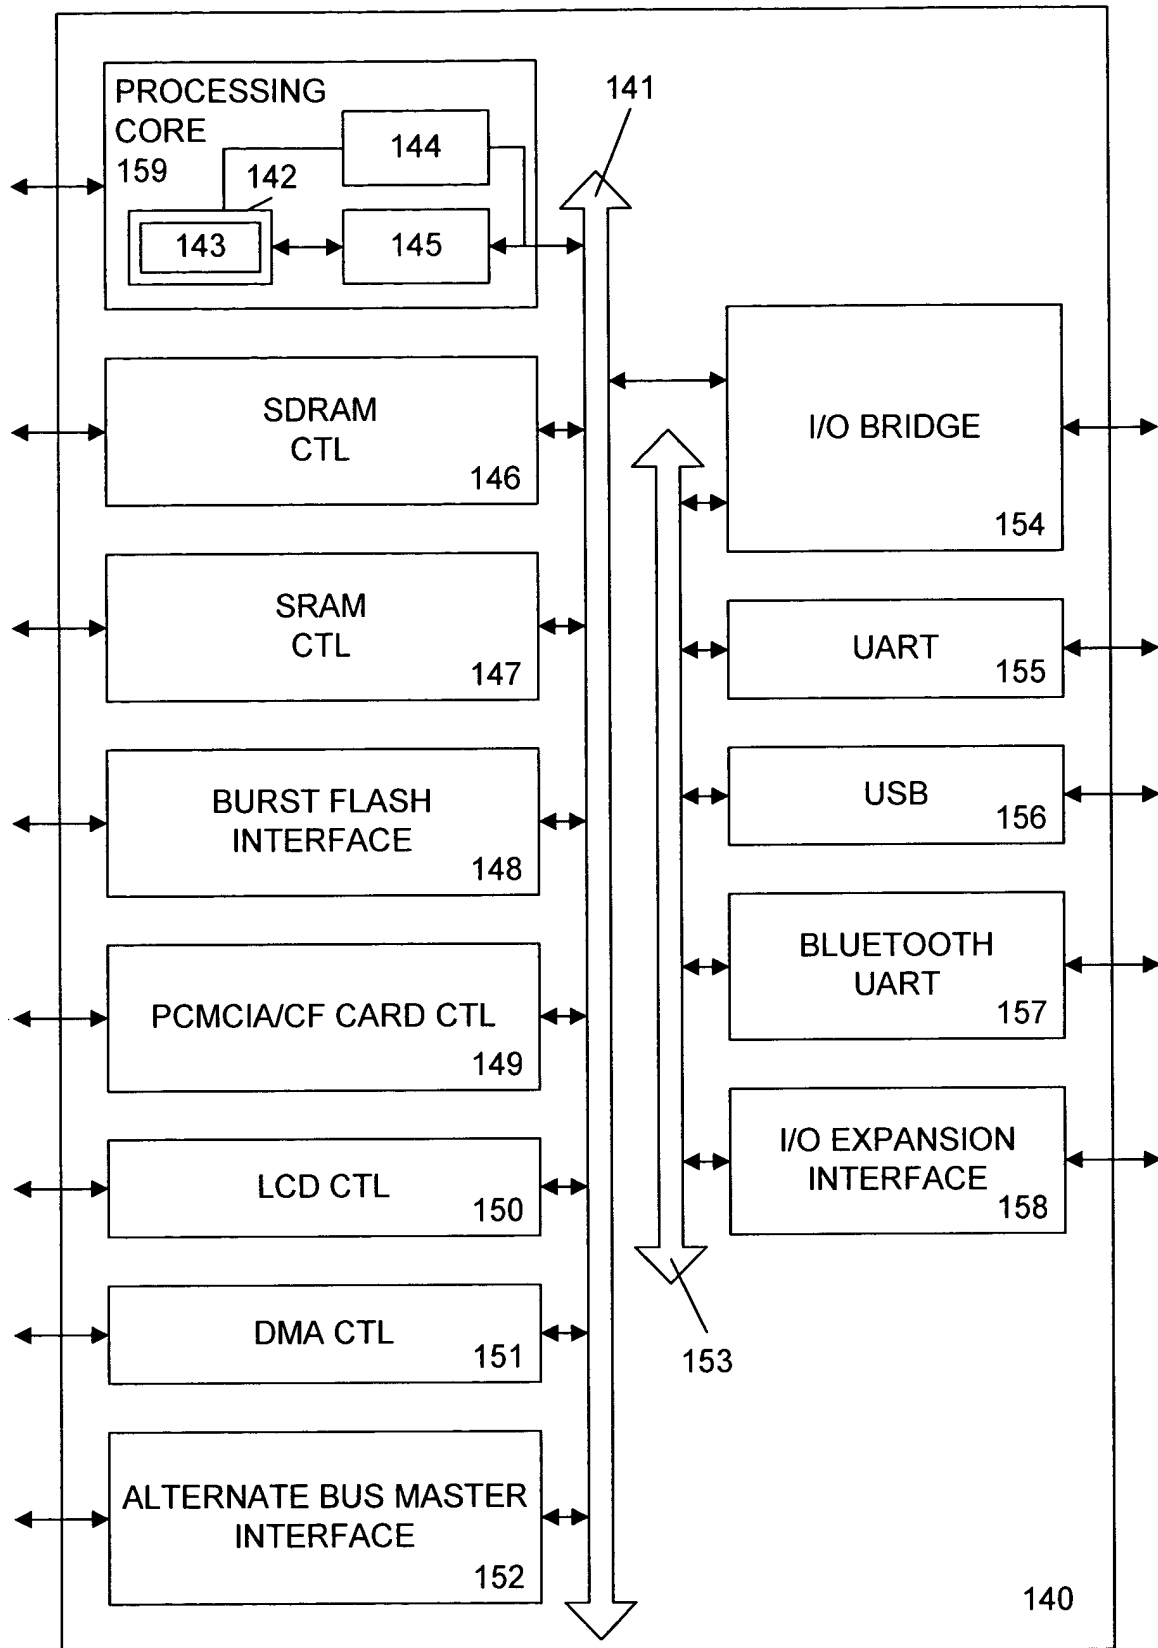 PROCESSING
CORE
159
142
143
144
145
141
SDRAM
CTL
146
SRAM
CTL
147
BURST FLASH
INTERFACE
148
PCMCIA/CF CARD CTL
149
LCD CTL
150
DMA CTL
151
ALTERNATE BUS MASTER
INTERFACE
152
I/O BRIDGE
154
UART
155
USB
156
BLUETOOTH
UART
157
I/O EXPANSION
INTERFACE
158
153
140